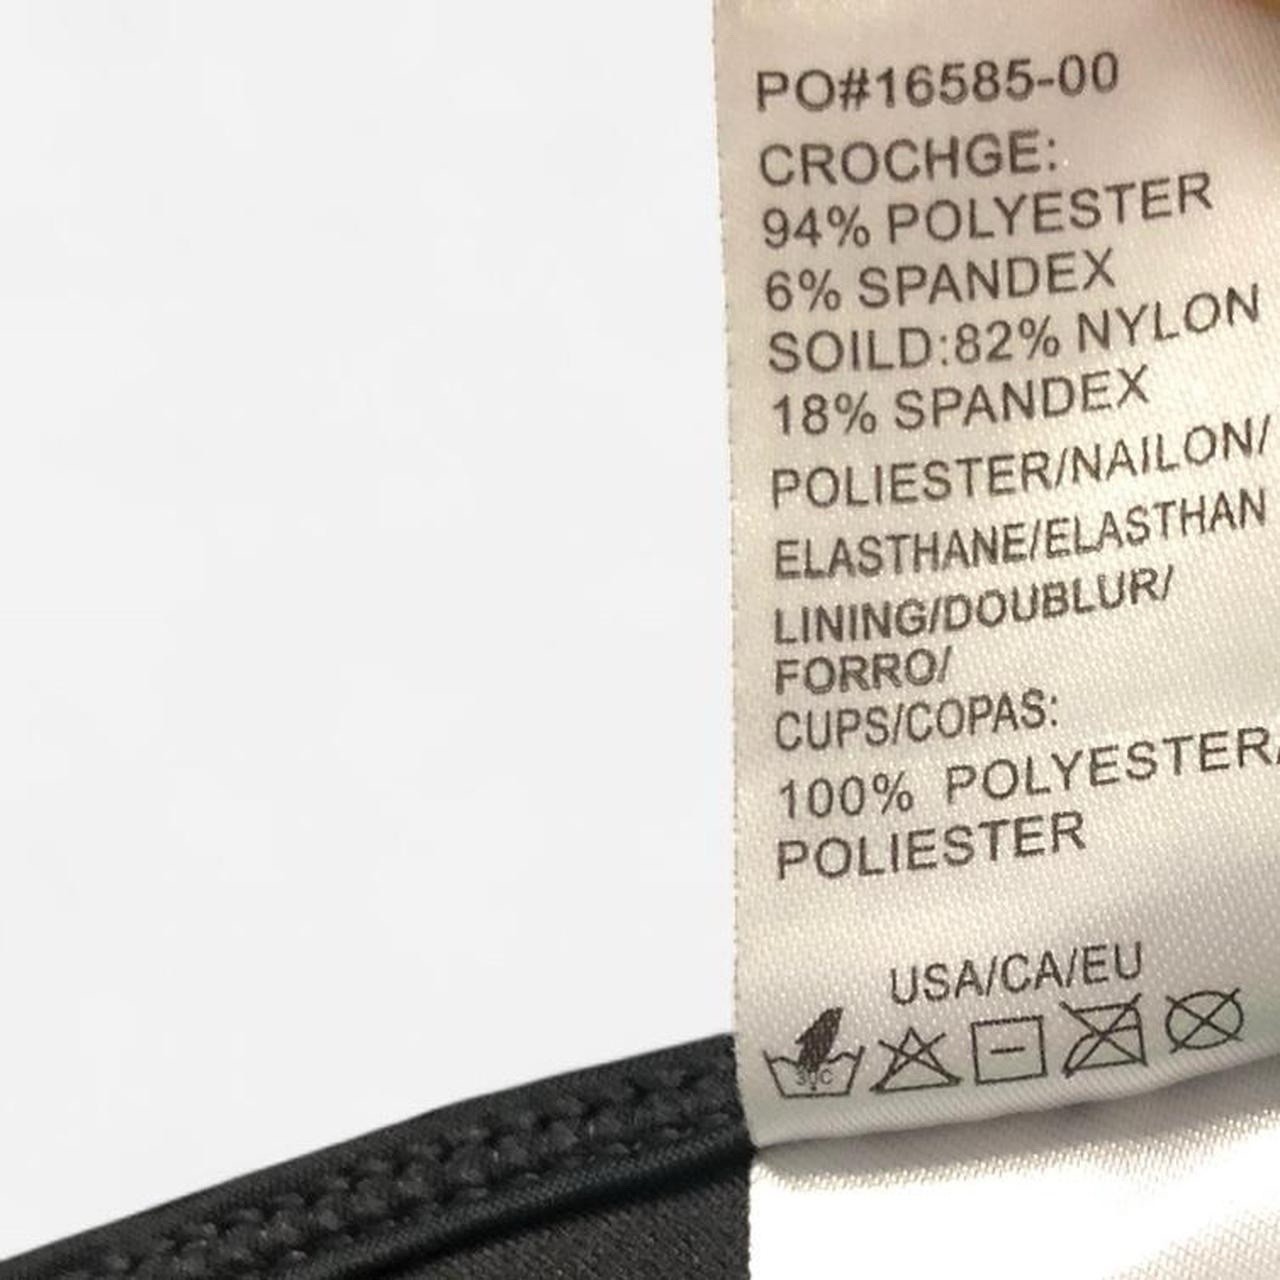 PO#16585-00
CROCHGE:
94% POLYESTER
6% SPANDEX
SOILD:82% NYLON
18% SPANDEX
POLIESTER/NAILON/
ELASTHANE/ELASTHAN
LINING/DOUBLUR/
FORRO/
CUPS/COPAS:
100% POLYESTER/
POLIESTER
USA/CA/EU